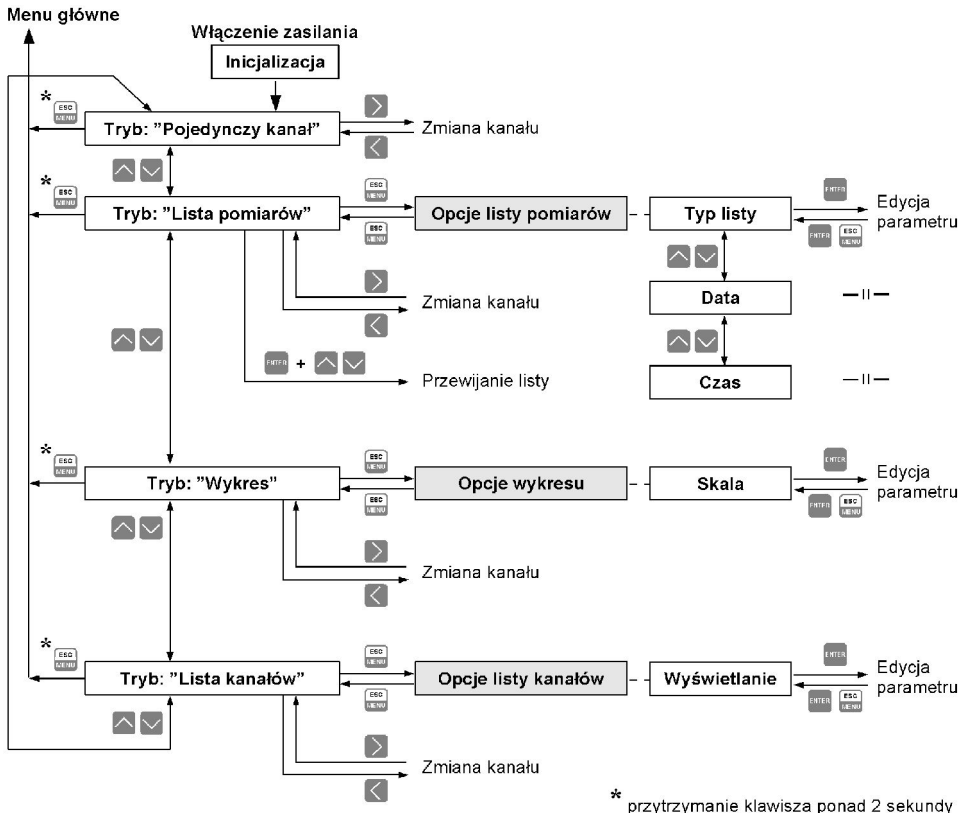 Menu główne
Włączenie zasilania
Inicjalizacja
* ESC MENU
Tryb: ”Pojedynczy kanał”
Zmiana kanału
* ESC MENU
Tryb: ”Lista pomiarów”
ESC MENU
ESC MENU
Opcje listy pomiarów
Typ listy
ENTER
ENTER ESC MENU
Edycja
parametru
Zmiana kanału
Data
— II —
ENTER +
Przewijanie listy
Czas
— II —
* ESC MENU
Tryb: ”Wykres”
ESC MENU
ESC MENU
Opcje wykresu
Skala
ENTER
ENTER ESC MENU
Edycja
parametru
Zmiana kanału
* ESC MENU
Tryb: ”Lista kanałów”
ESC MENU
ESC MENU
Opcje listy kanałów
Wyświetlanie
ENTER
ENTER ESC MENU
Edycja
parametru
Zmiana kanału
* przytrzymanie klawisza ponad 2 sekundy